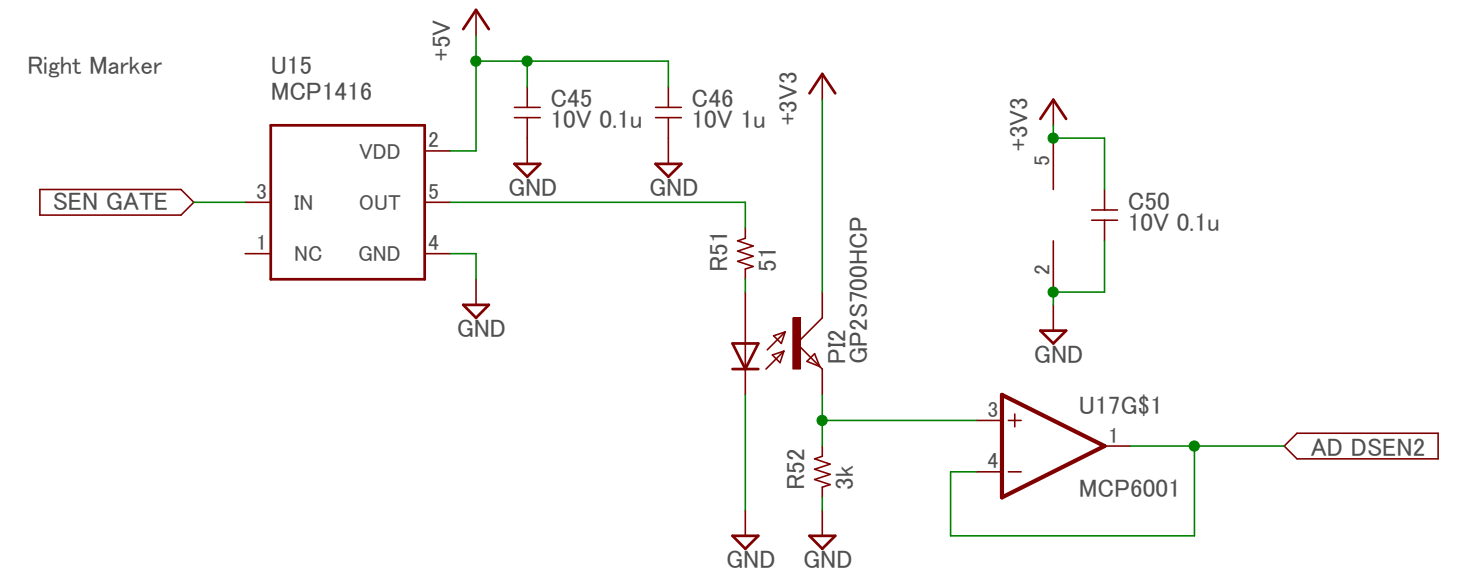 Right Marker
U15
MCP1416
+5V
C45
10V 0.1u
C46
10V 1u
GND
GND
+3V3
+3V3
SEN GATE
3
IN
1
NC
VDD
2
OUT
5
GND
4
GND
R51
51
PI2
GP2S700HCP
5
2
C50
10V 0.1u
GND
R52
3k
GND
GND
3
4
1
U17G$1
MCP6001
AD DSEN2